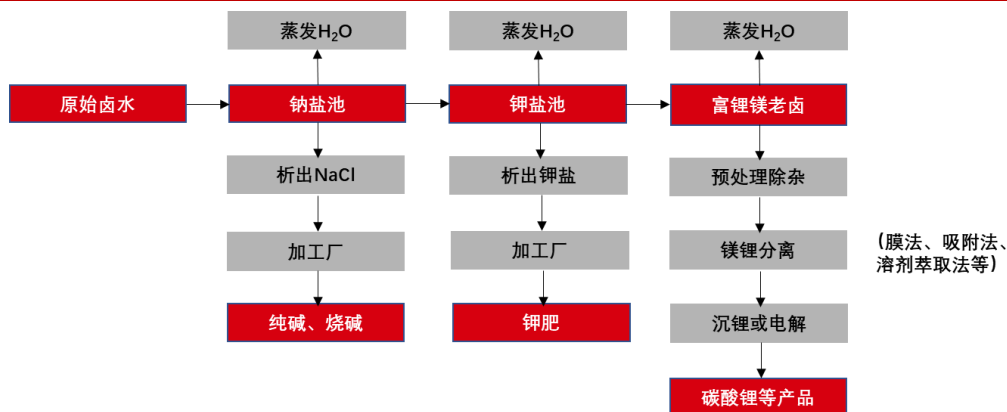 蒸发H₂O
蒸发H₂O
蒸发H₂O
原始卤水
钠盐池
钾盐池
富锂镁老卤
析出NaCl
析出钾盐
预处理除杂
加工厂
加工厂
镁锂分离
(膜法、吸附法、
溶剂萃取法等)
纯碱、烧碱
钾肥
沉锂或电解
碳酸锂等产品